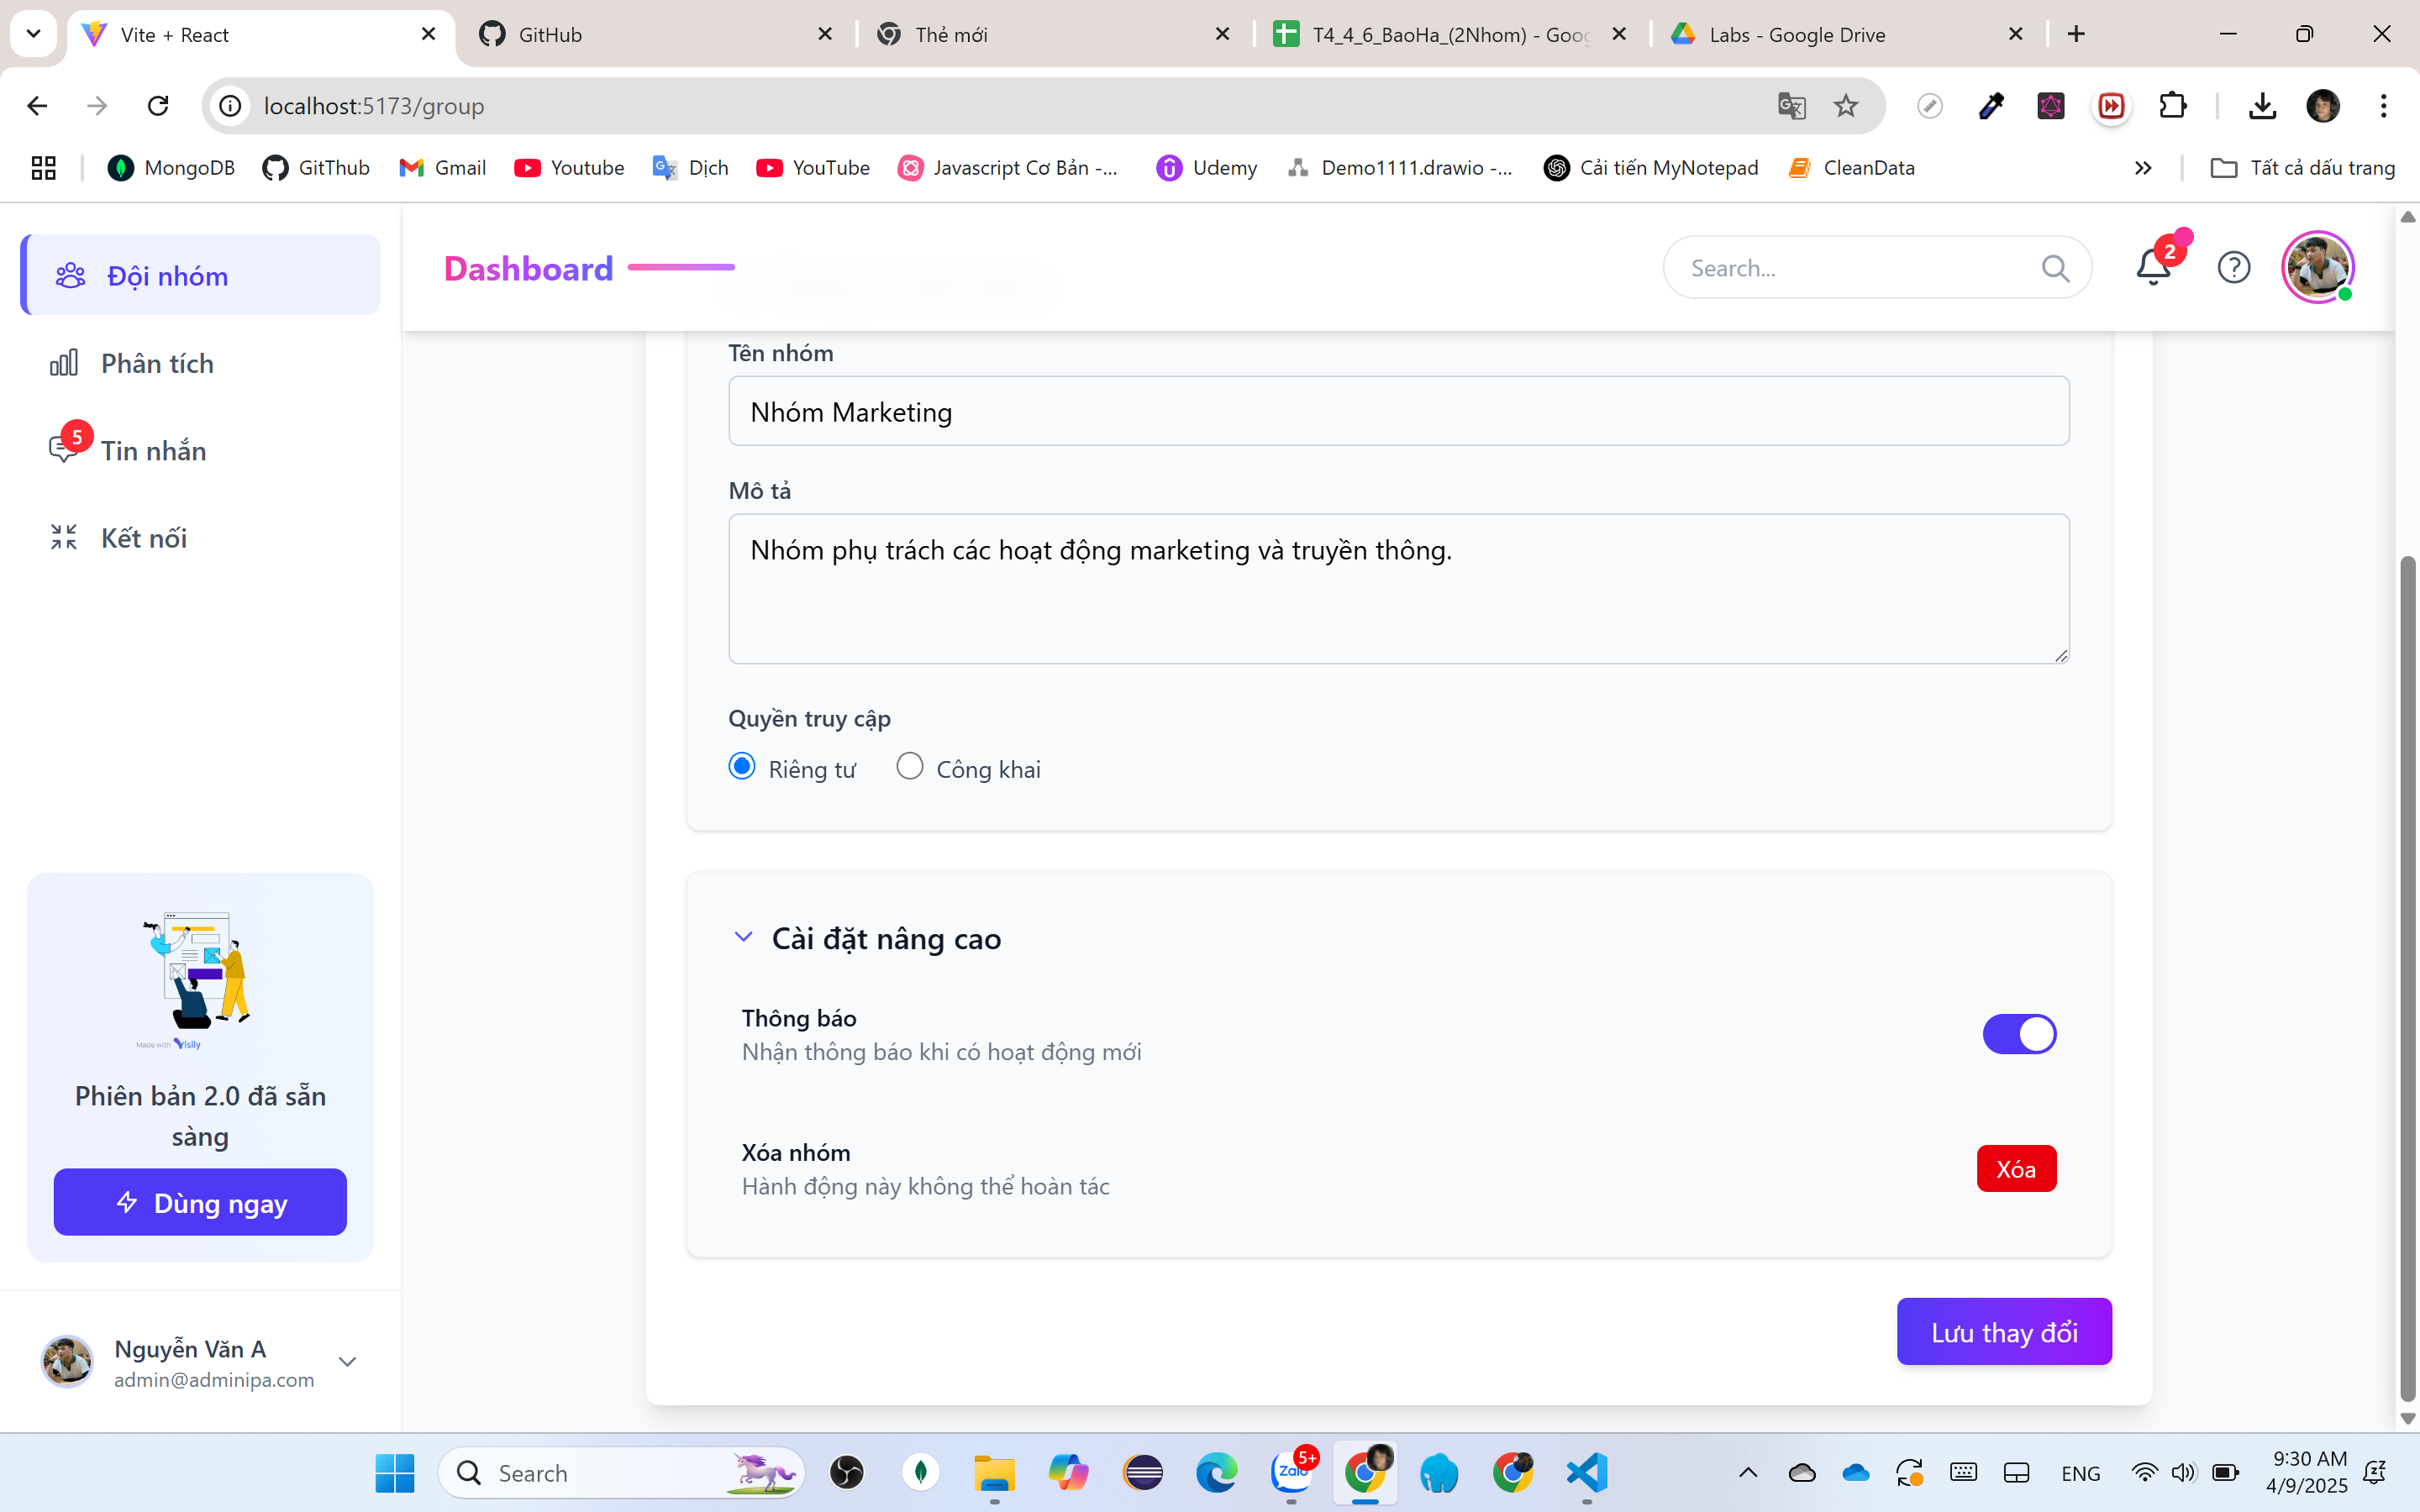 Vite + React
GitHub
Thẻ mới
T4_4_6_BaoHa_(2Nhom) - Goog
Labs - Google Drive
localhost:5173/group
MongoDB
GitThub
Gmail
Youtube
Dịch
YouTube
Javascript Cơ Bản -...
Udemy
Demo1111.drawio -...
Cải tiến MyNotepad
CleanData
Tất cả dấu trang
Đội nhóm
Phân tích
5
Tin nhắn
Kết nối
Made with Visily
Phiên bản 2.0 đã sẵn
sàng
Dùng ngay
Nguyễn Văn A
admin@adminipa.com
Dashboard
Search...
2
Tên nhóm
Nhóm Marketing
Mô tả
Nhóm phụ trách các hoạt động marketing và truyền thông.
Quyền truy cập
Riêng tư
Công khai
Cài đặt nâng cao
Thông báo
Nhận thông báo khi có hoạt động mới
Xóa nhóm
Hành động này không thể hoàn tác
Xóa
Lưu thay đổi
Search
Zalo
5+
ENG
9:30 AM
4/9/2025